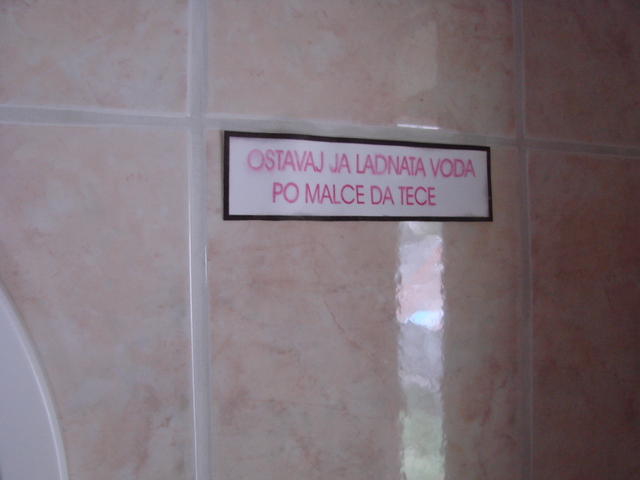 OSTAVAJ JA LADNATA VODA
PO MALCE DA TECE